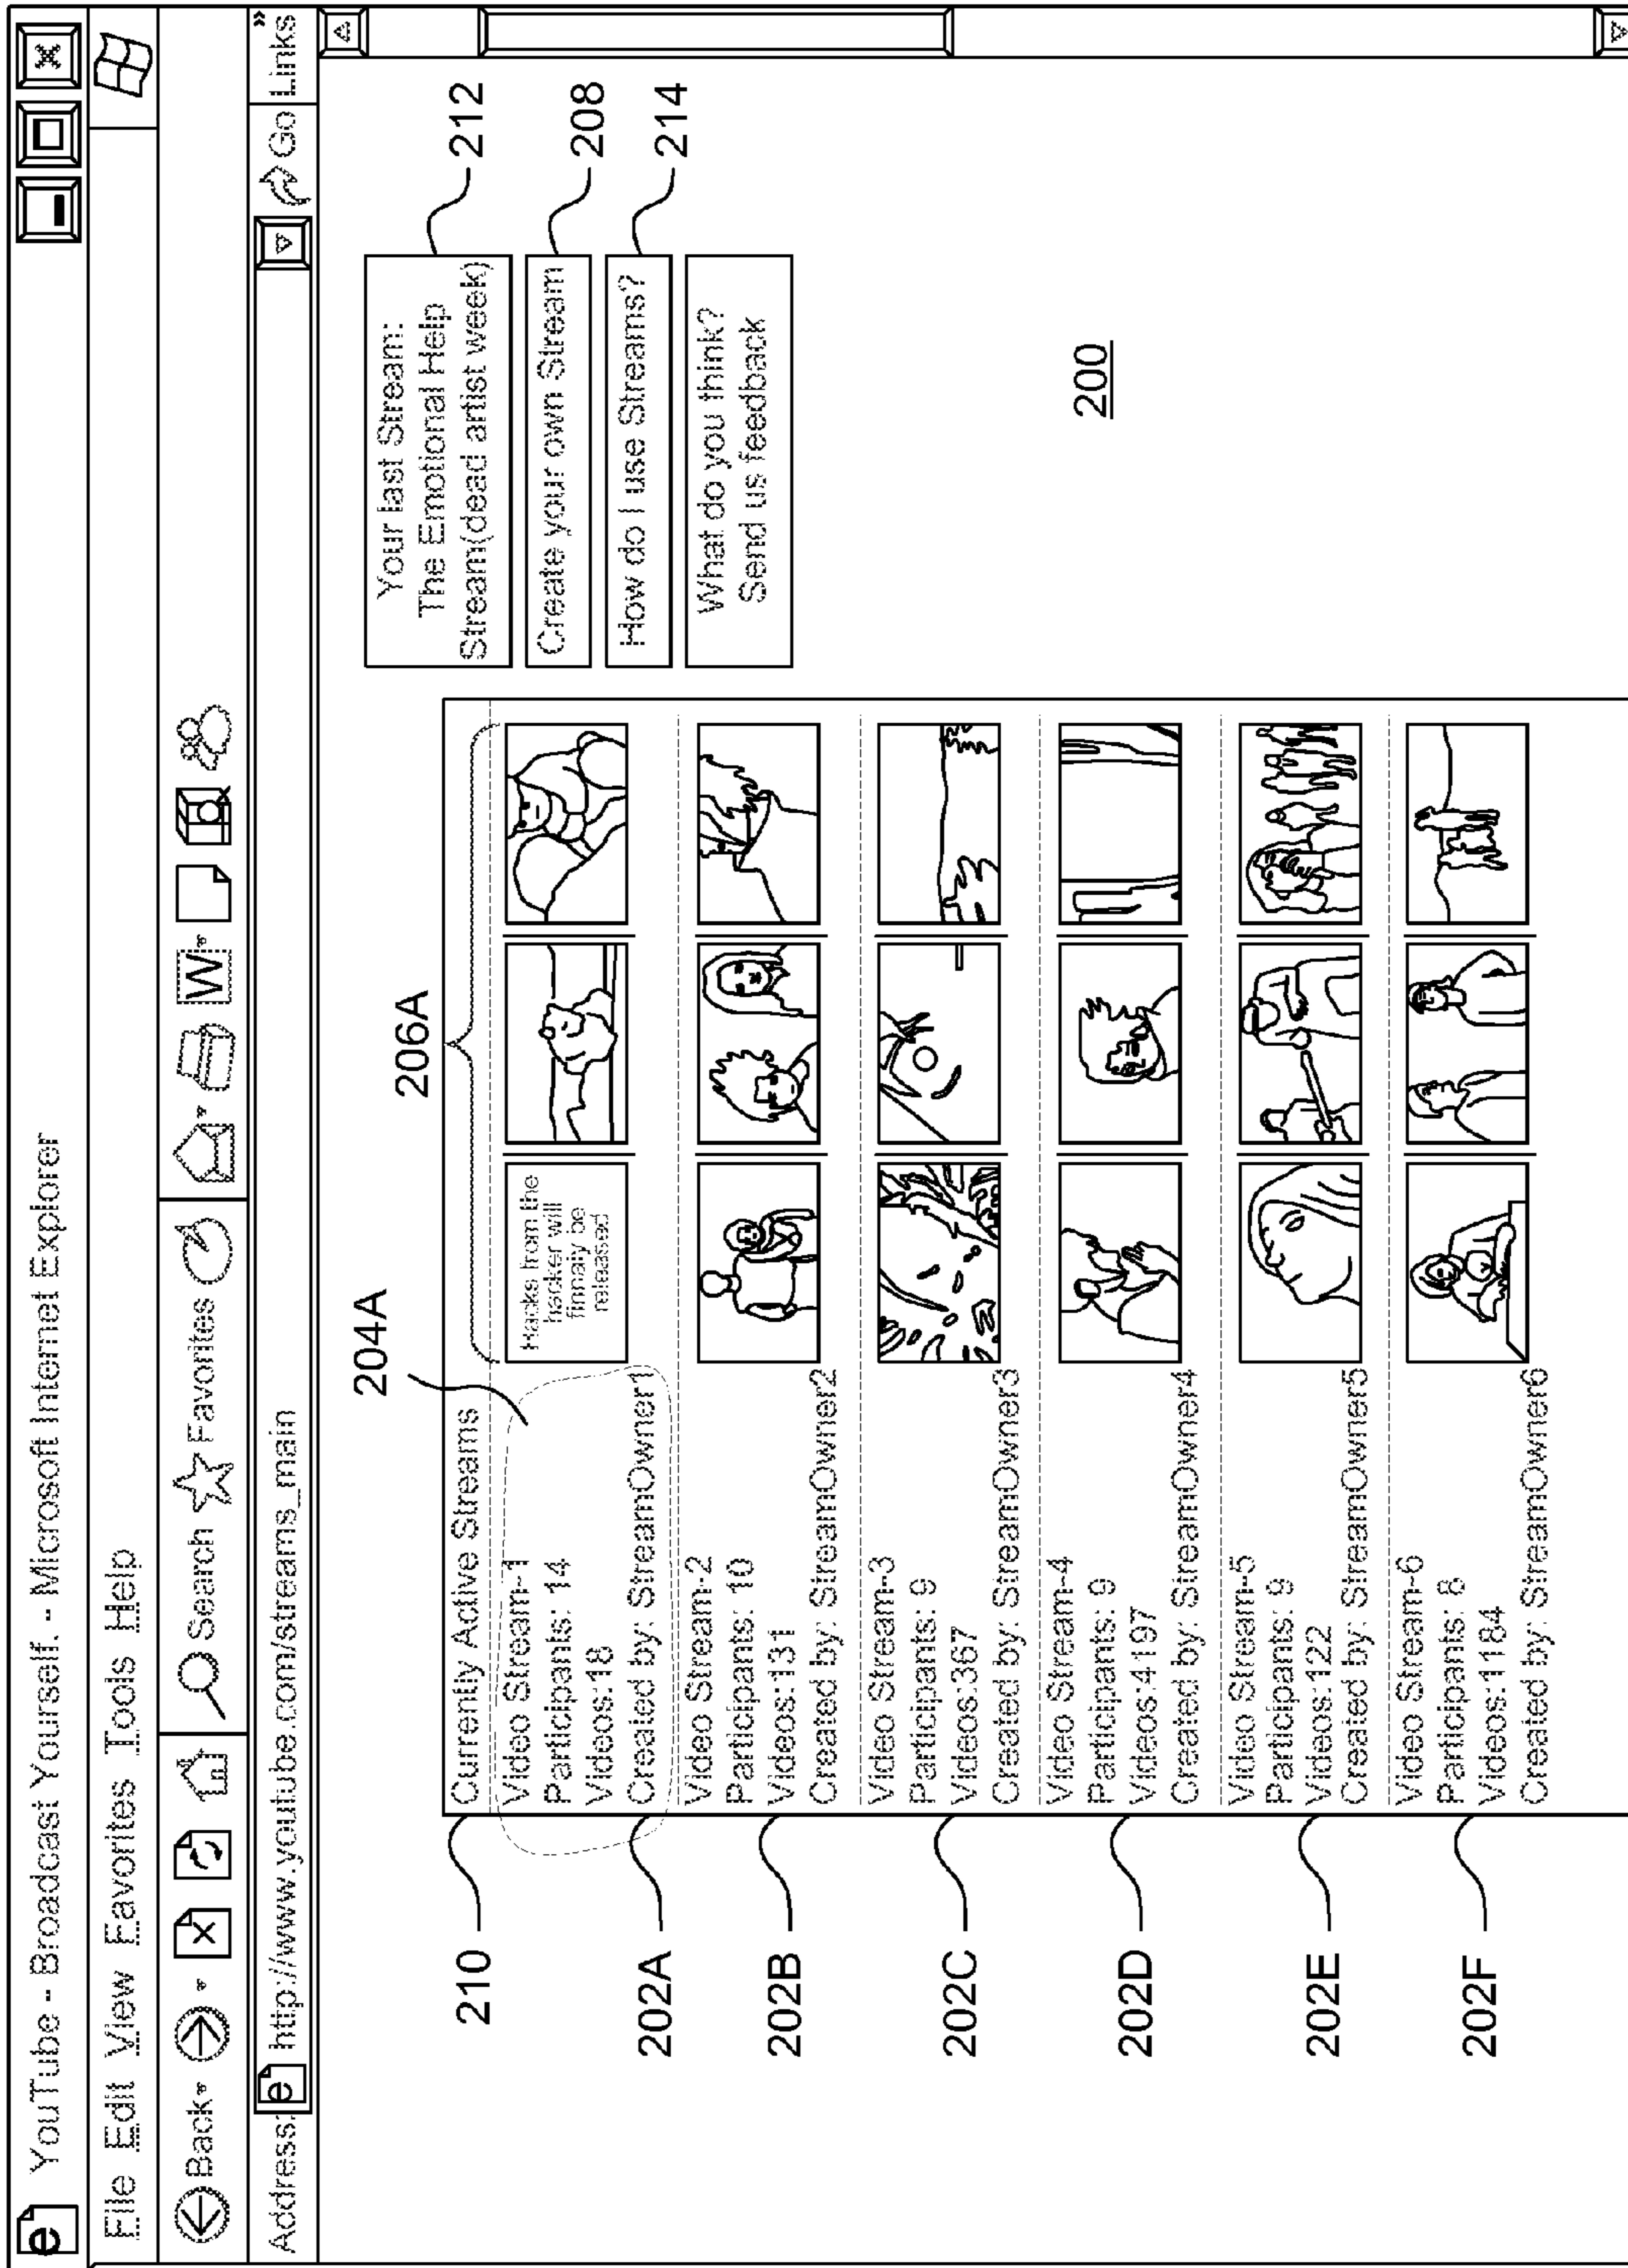 YouTube - Broadcast Yourself. - Microsoft Internet Explorer
File Edit View Favorites Tools Help
Back Search Favorites W
Address: http://www.youtube.com/streams_main Go Links »
204A
206A
210
Currently Active Streams
202A
Video Stream-1
Participants: 14
Videos:18
Created by: StreamOwner1
Hacks from the
hacker will
finnaly be
released
202B
Video Stream-2
Participants: 10
Videos:131
Created by: StreamOwner2
202C
Video Stream-3
Participants: 9
Videos:367
Created by: StreamOwner3
202D
Video Stream-4
Participants: 9
Videos:4197
Created by: StreamOwner4
202E
Video Stream-5
Participants: 9
Videos:122
Created by: StreamOwner5
202F
Video Stream-6
Participants: 8
Videos:1184
Created by: StreamOwner6
Your last Stream:
The Emotional Help
Stream(dead artist week)
212
Create your own Stream
208
How do I use Streams?
214
What do you think?
Send us feedback
200